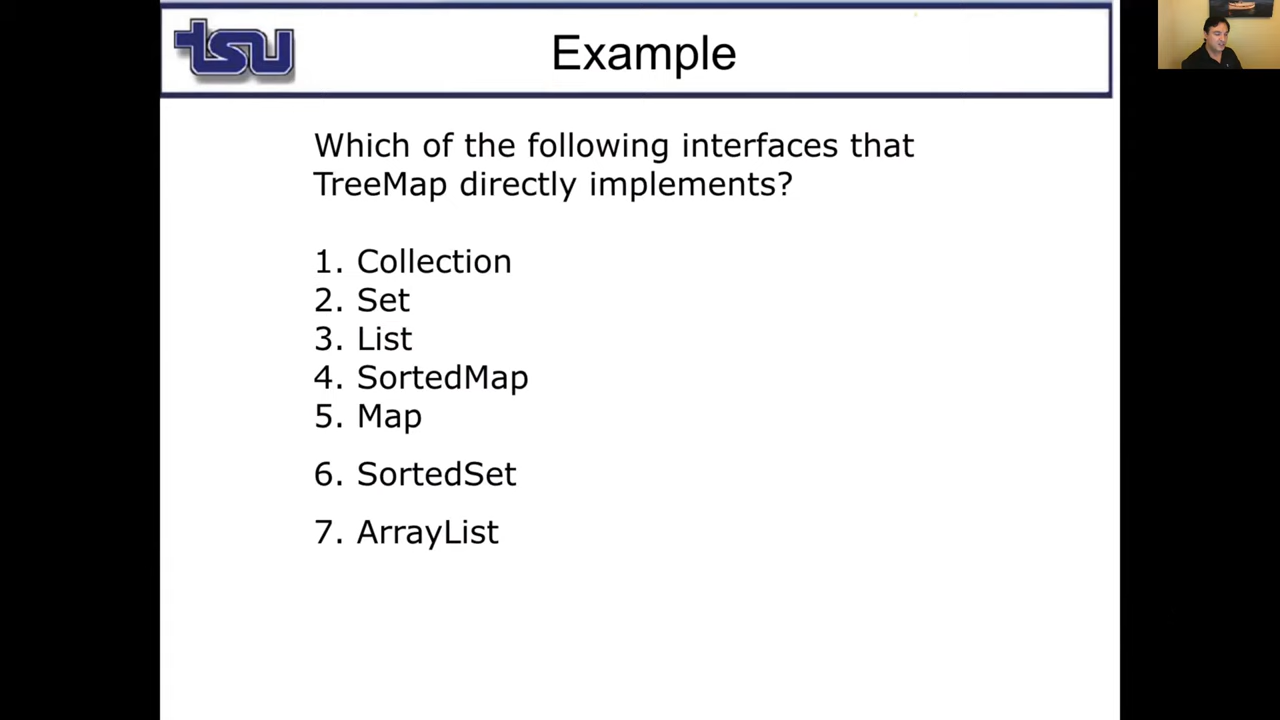 tsu
Example
Which of the following interfaces that
TreeMap directly implements?
1. Collection
2. Set
3. List
4. SortedMap
5. Map
6. SortedSet
7. ArrayList